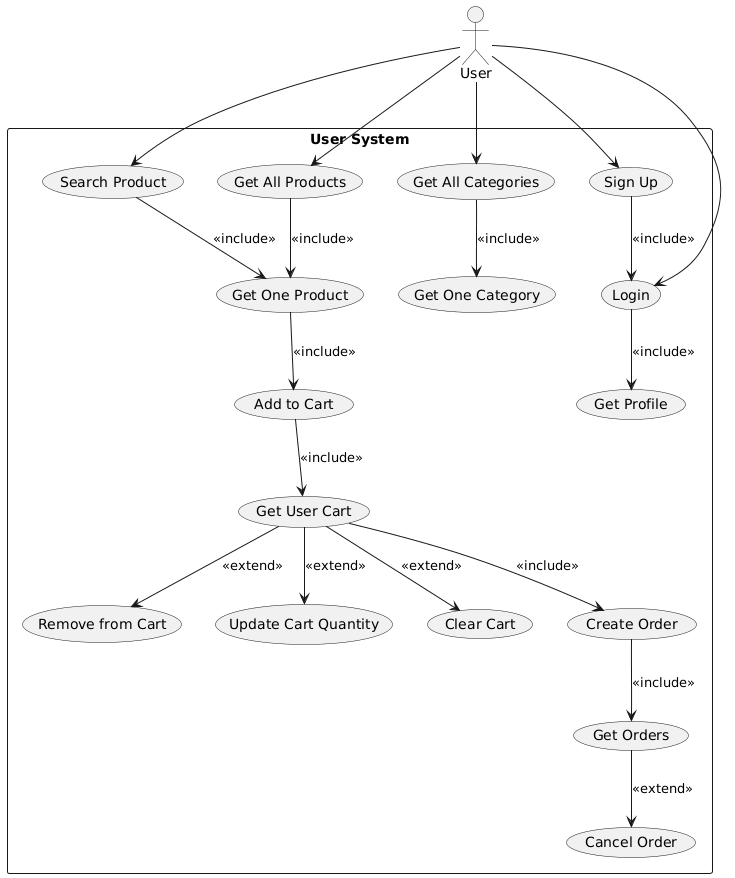 User
User System
Search Product
Get All Products
Get All Categories
Sign Up
«include»
«include»
«include»
«include»
Get One Product
Get One Category
Login
«include»
«include»
Add to Cart
Get Profile
«include»
Get User Cart
«extend»
«extend»
«extend»
«include»
Remove from Cart
Update Cart Quantity
Clear Cart
Create Order
«include»
Get Orders
«extend»
Cancel Order